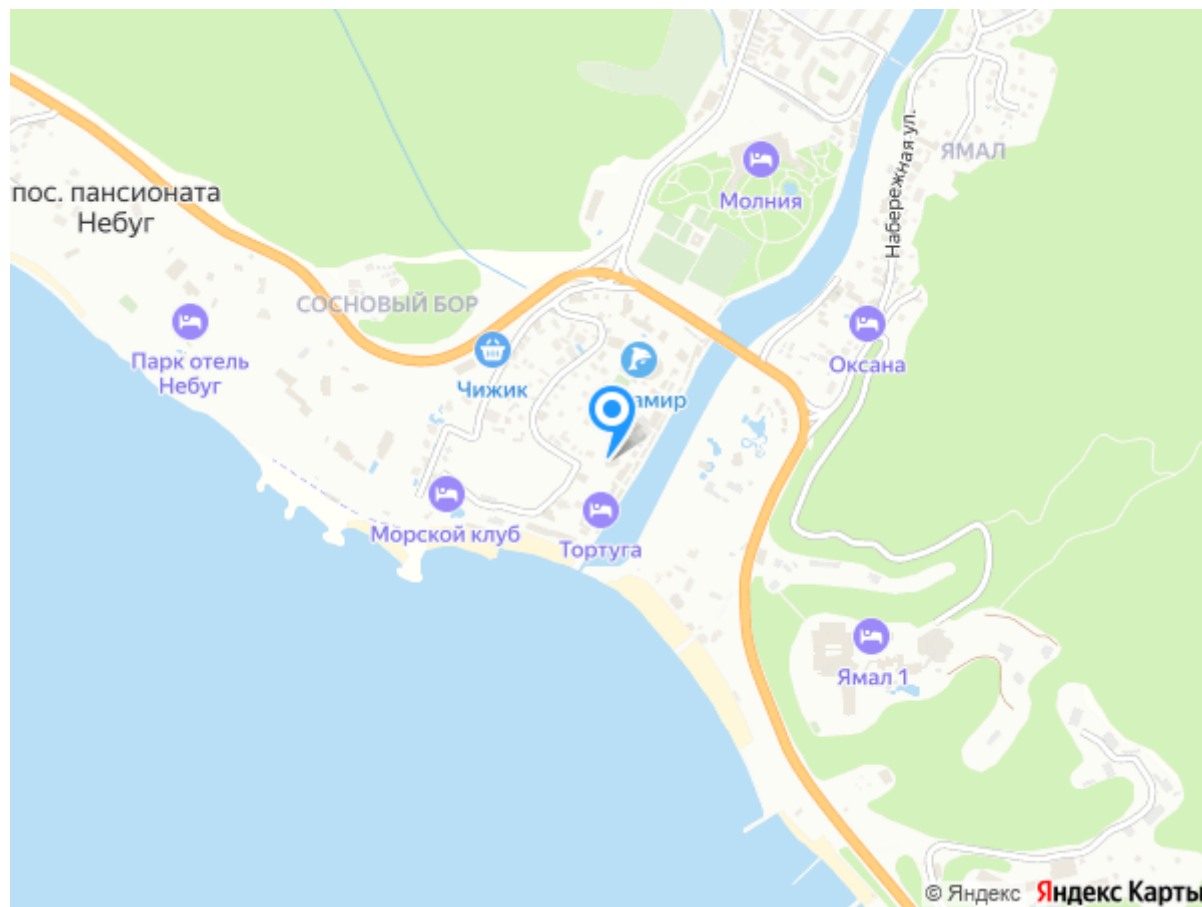 Набережная ул.
ЯМАЛ
Молния
пос. пансионата
Небуг
СОСНОВЫЙ БОР
Парк отель
Небуг
Чижик
амир
Оксана
Морской клуб
Тортуга
Ямал 1
© Яндекс Яндекс Карты